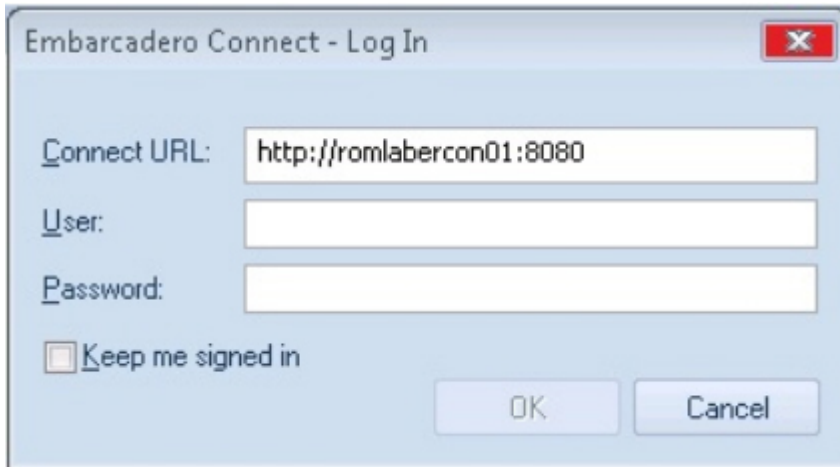 Embarcadero Connect - Log In
Connect URL: http://romlabercon01:8080
User:
Password:
Keep me signed in
OK Cancel